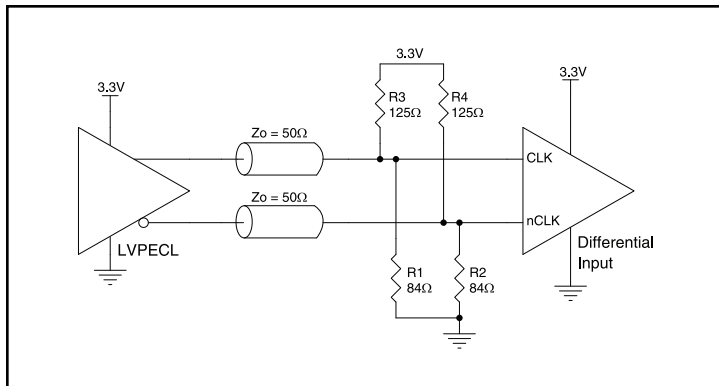 3.3V
3.3V
3.3V
R3
125Ω
R4
125Ω
Zo = 50Ω
CLK
Zo = 50Ω
nCLK
LVPECL
Differential
Input
R1
84Ω
R2
84Ω